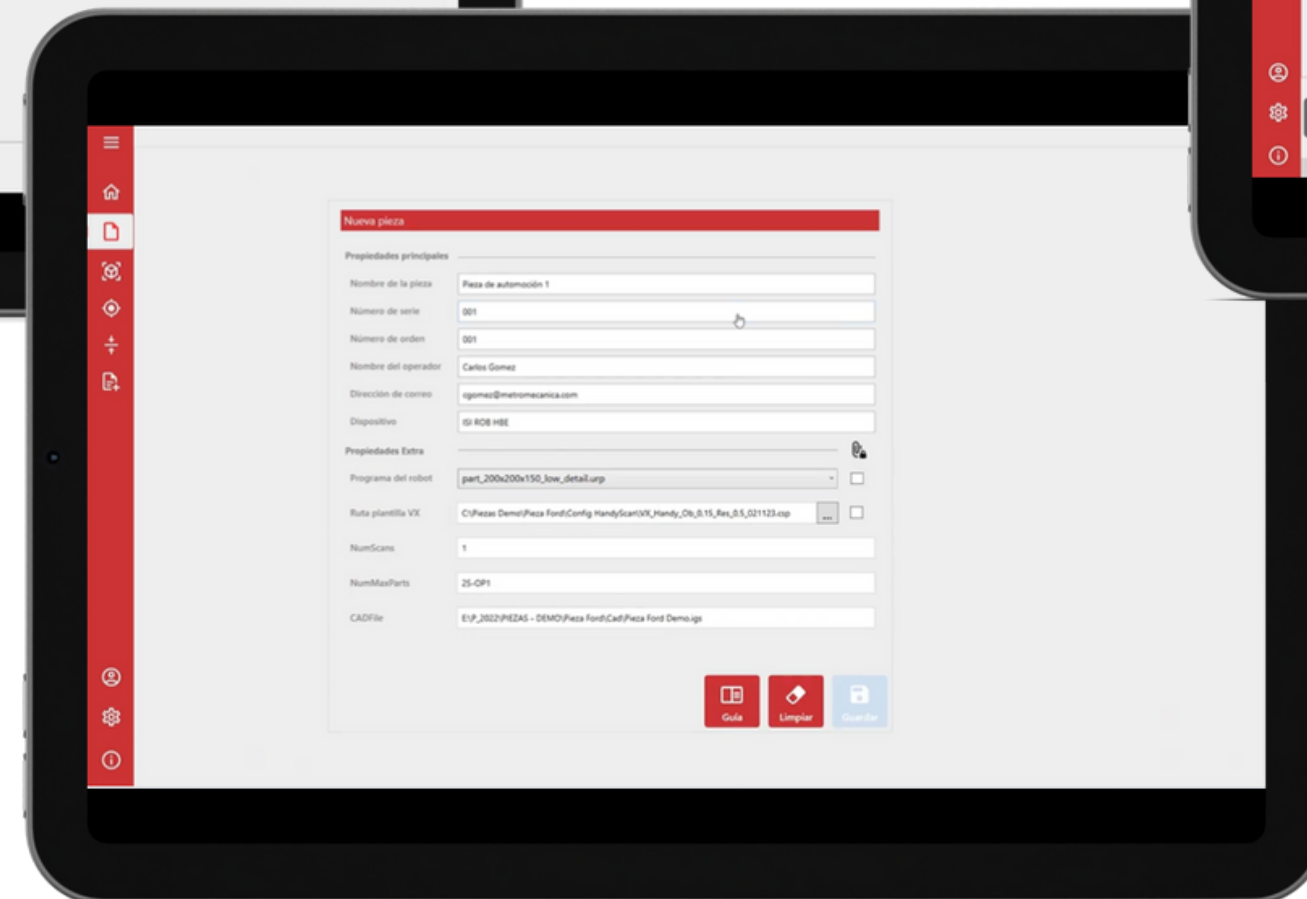 Nueva pieza
Propiedades principales
Nombre de la pieza Pieza de automoción 1
Número de serie 001
Número de orden 001
Nombre del operador Carlos Gomez
Dirección de correo cgomez@metromecanica.com
Dispositivo ISI ROB HBE
Propiedades Extra
Programa del robot part_200x200x150_low_detail.urp
Ruta plantilla VX C:\Piezas Demo\Pieza Ford\Config HandyScan\VX_Handy_Ob_0.15_Res_0.5_021123.csp ...
NumScans 1
NumMaxParts 25-OP1
CADFile E:\P_2022\PIEZAS - DEMO\Pieza Ford\Cad\Pieza Ford Demo.igs
Guía Limpiar Guardar